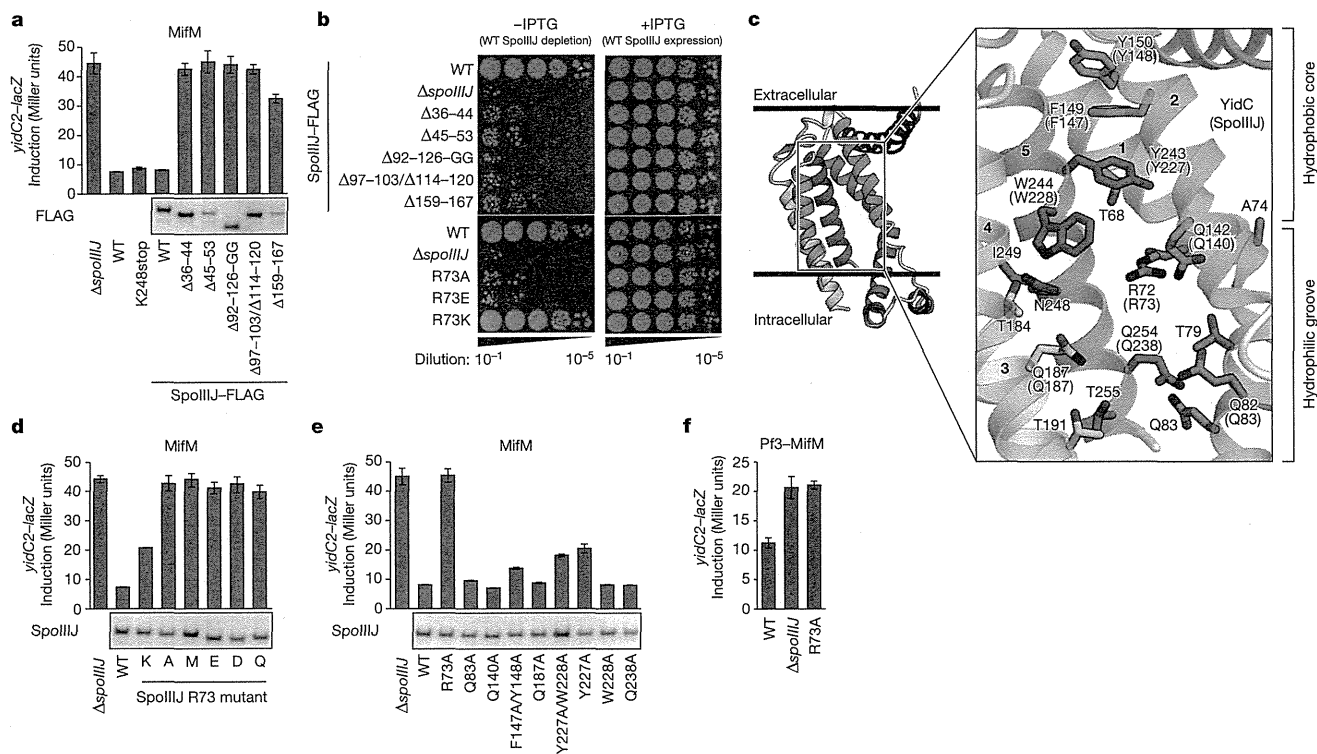 a
MifM
yidC2–lacZ
Induction (Miller units)
50
40
30
20
10
0
FLAG
ΔspoIIIJ
WT
K248stop
WT
Δ36–44
Δ45–53
Δ92–126–GG
Δ97–103/Δ114–120
Δ159–167
SpoIIIJ–FLAG
b
–IPTG
(WT SpoIIIJ depletion)
+IPTG
(WT SpoIIIJ expression)
SpoIIIJ–FLAG
WT
ΔspoIIIJ
Δ36–44
Δ45–53
Δ92–126–GG
Δ97–103/Δ114–120
Δ159–167
WT
ΔspoIIIJ
R73A
R73E
R73K
Dilution: 10⁻¹ 10⁻⁵ 10⁻¹ 10⁻⁵
c
Extracellular
Intracellular
Y150
(Y148)
F149
(F147)
2
YidC
(SpoIIIJ)
1
5
Y243
(Y227)
W244
(W228)
T68
A74
4
Q142
(Q140)
I249
R72
(R73)
N248
T184
Q254
(Q238)
T79
3
Q187
(Q187)
T255
Q82
(Q83)
T191
Q83
Hydrophobic core
Hydrophilic groove
d
MifM
yidC2–lacZ
Induction (Miller units)
50
40
30
20
10
0
SpoIIIJ
ΔspoIIIJ
WT
K
A
M
E
D
Q
SpoIIIJ R73 mutant
e
MifM
yidC2–lacZ
Induction (Miller units)
50
40
30
20
10
0
SpoIIIJ
ΔspoIIIJ
WT
R73A
Q83A
Q140A
F147A/Y148A
Q187A
Y227A/W228A
Y227A
W228A
Q238A
f
Pf3–MifM
yidC2–lacZ
Induction (Miller units)
25
20
15
10
5
0
WT
ΔspoIIIJ
R73A